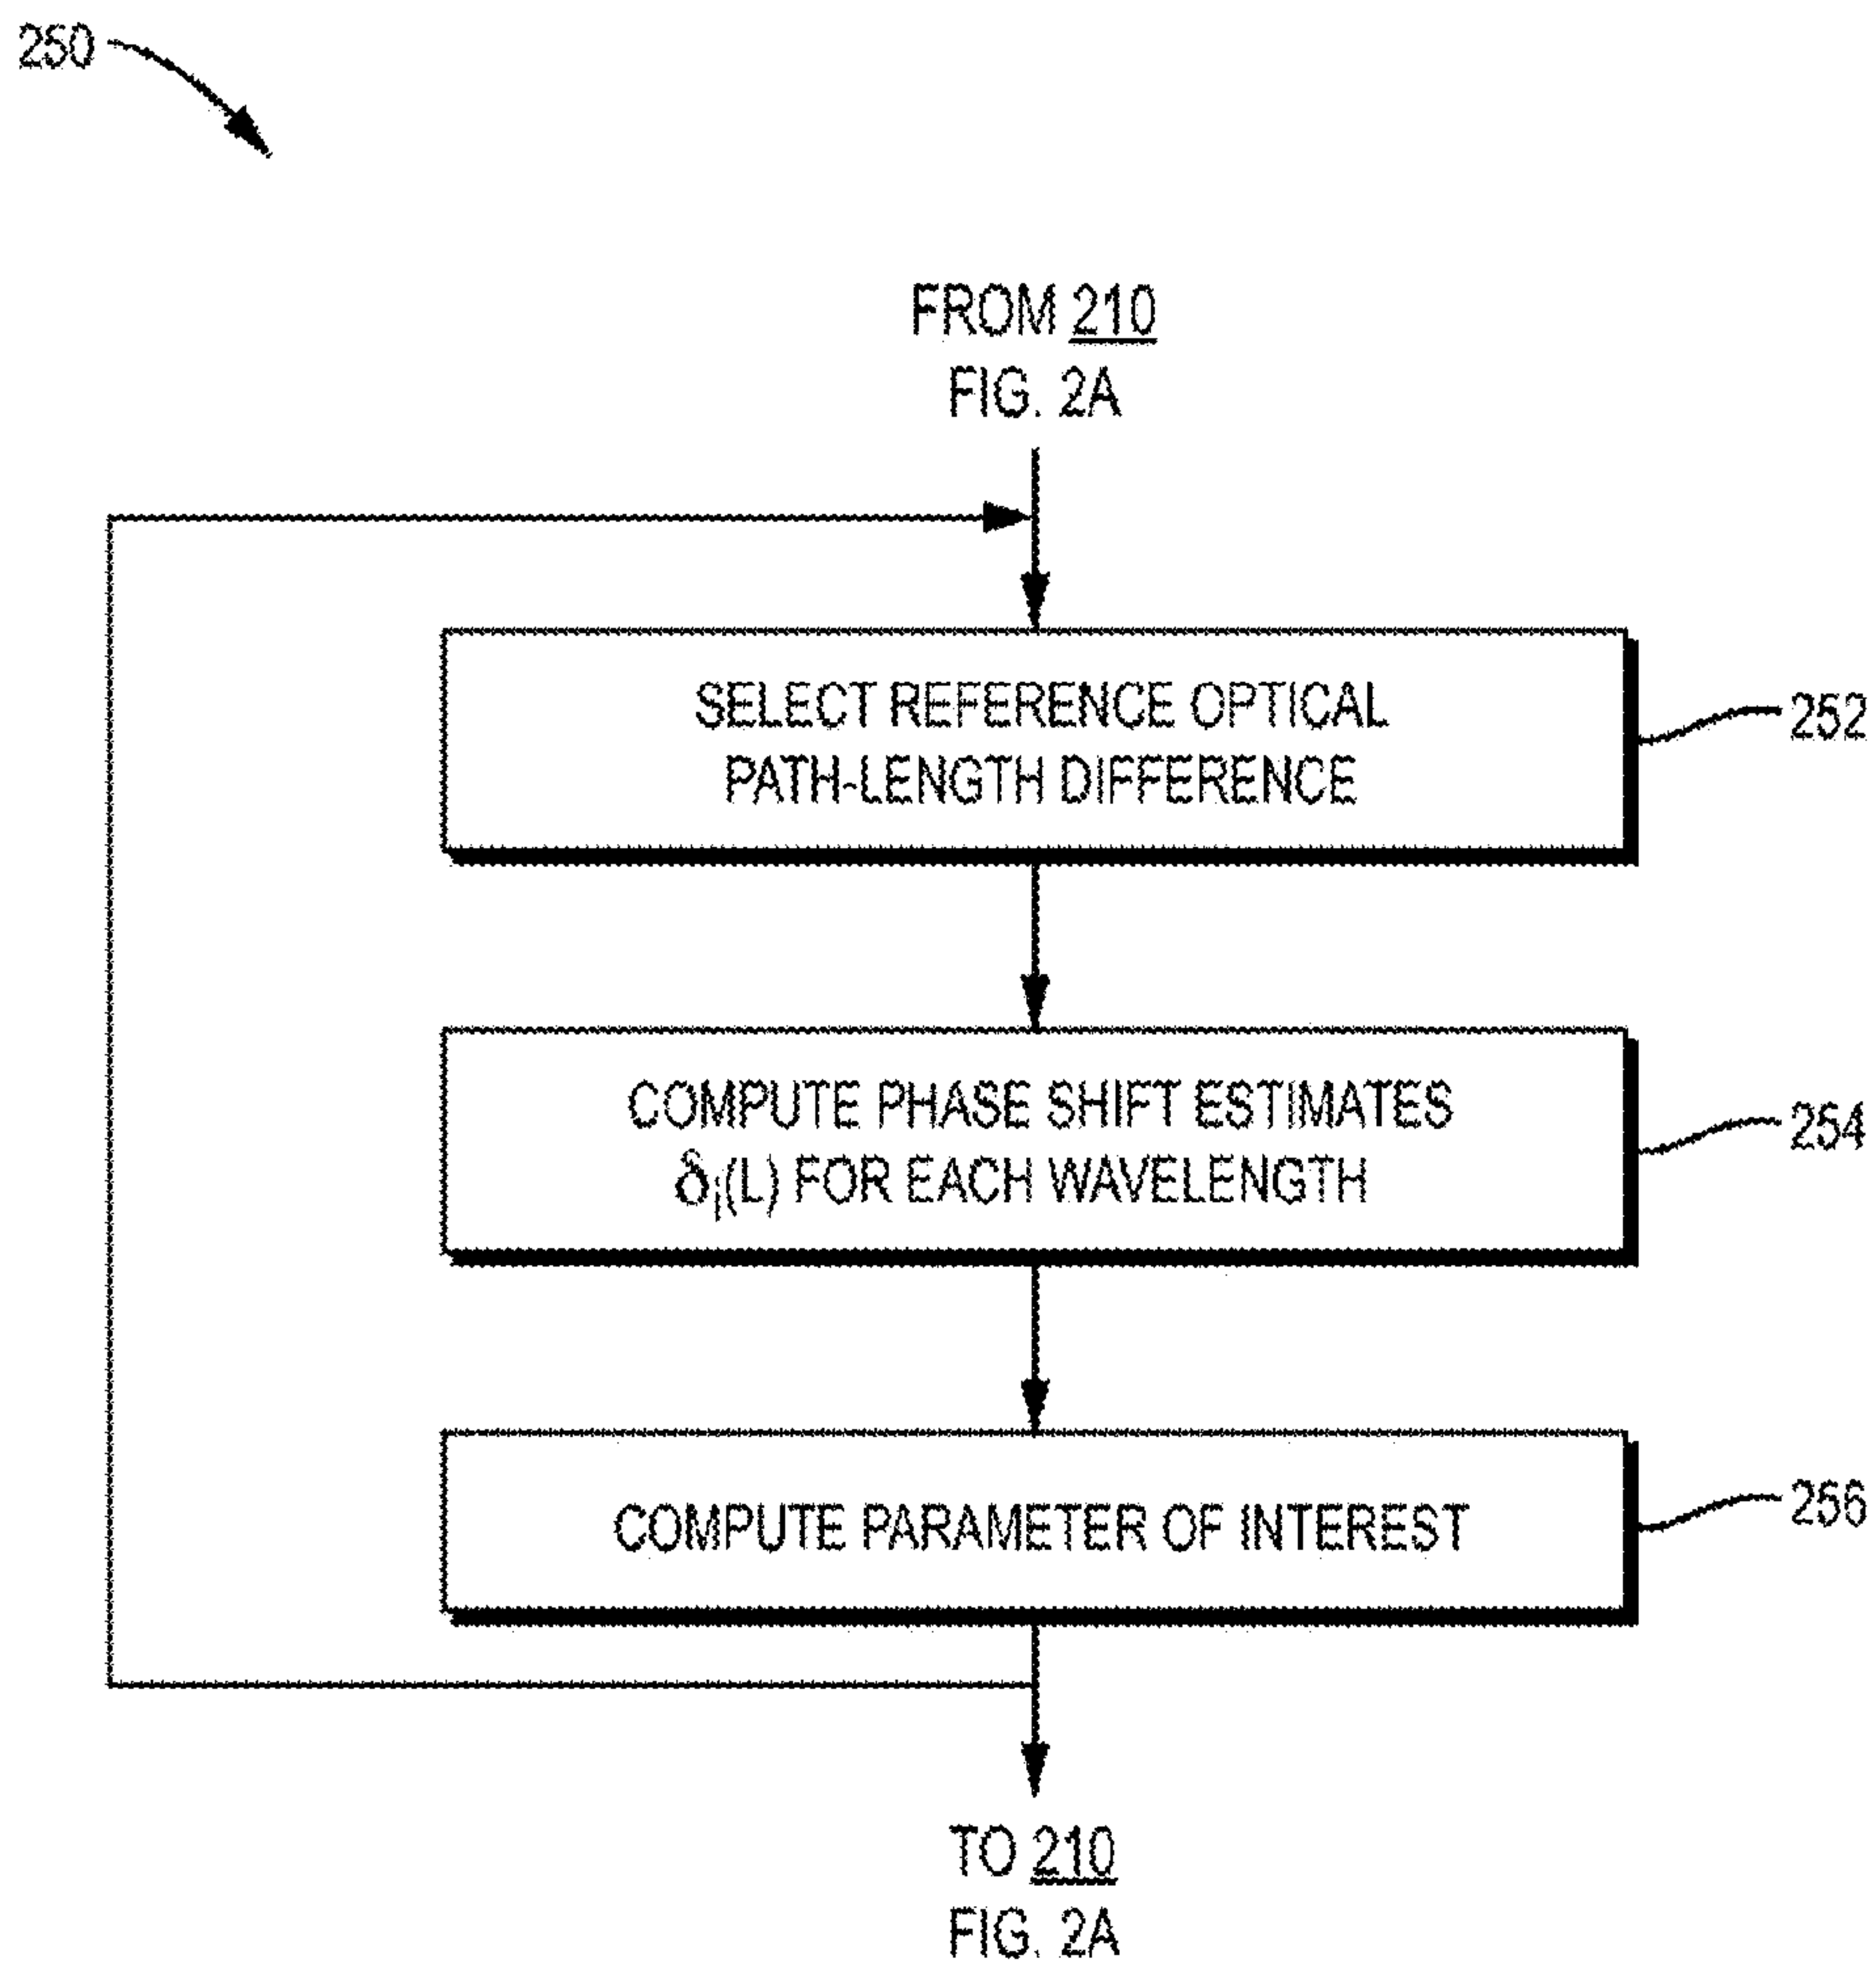 250
FROM 210
FIG. 2A
SELECT REFERENCE OPTICAL
PATH-LENGTH DIFFERENCE
252
COMPUTE PHASE SHIFT ESTIMATES
δi(L) FOR EACH WAVELENGTH
254
COMPUTE PARAMETER OF INTEREST
256
TO 210
FIG. 2A